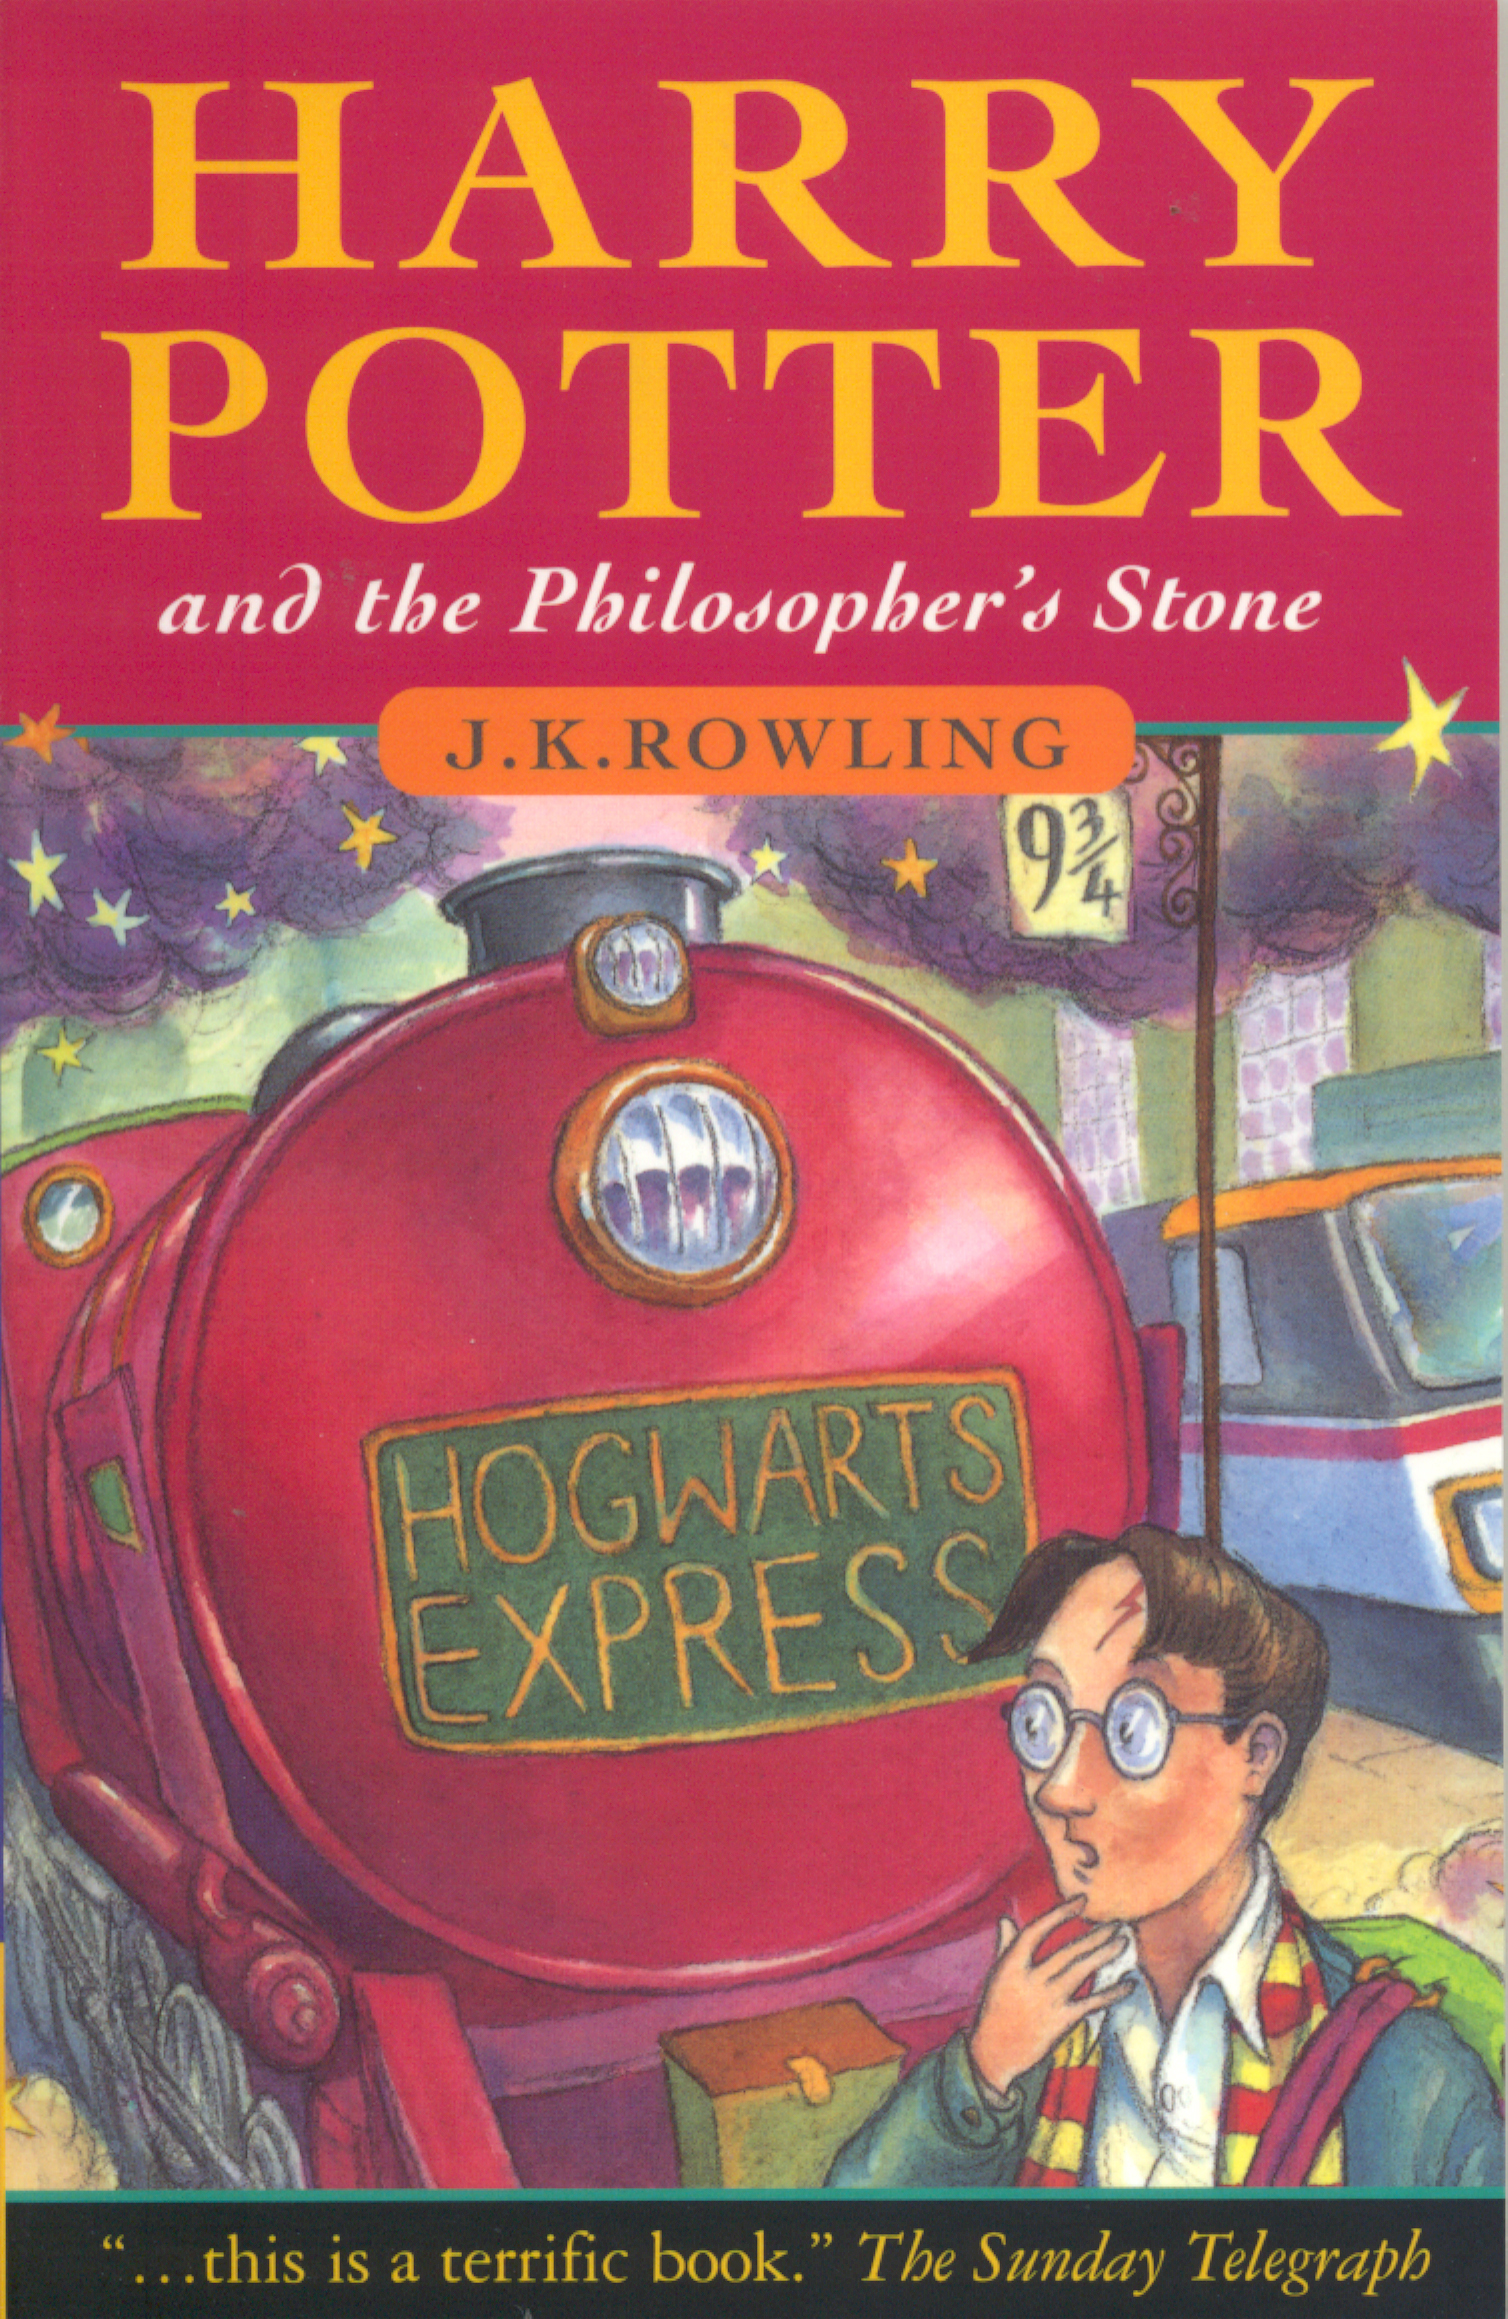 HARRY
POTTER
and the Philosopher's Stone
J.K.ROWLING
9¾
HOGWARTS
EXPRESS
“...this is a terrific book.” The Sunday Telegraph